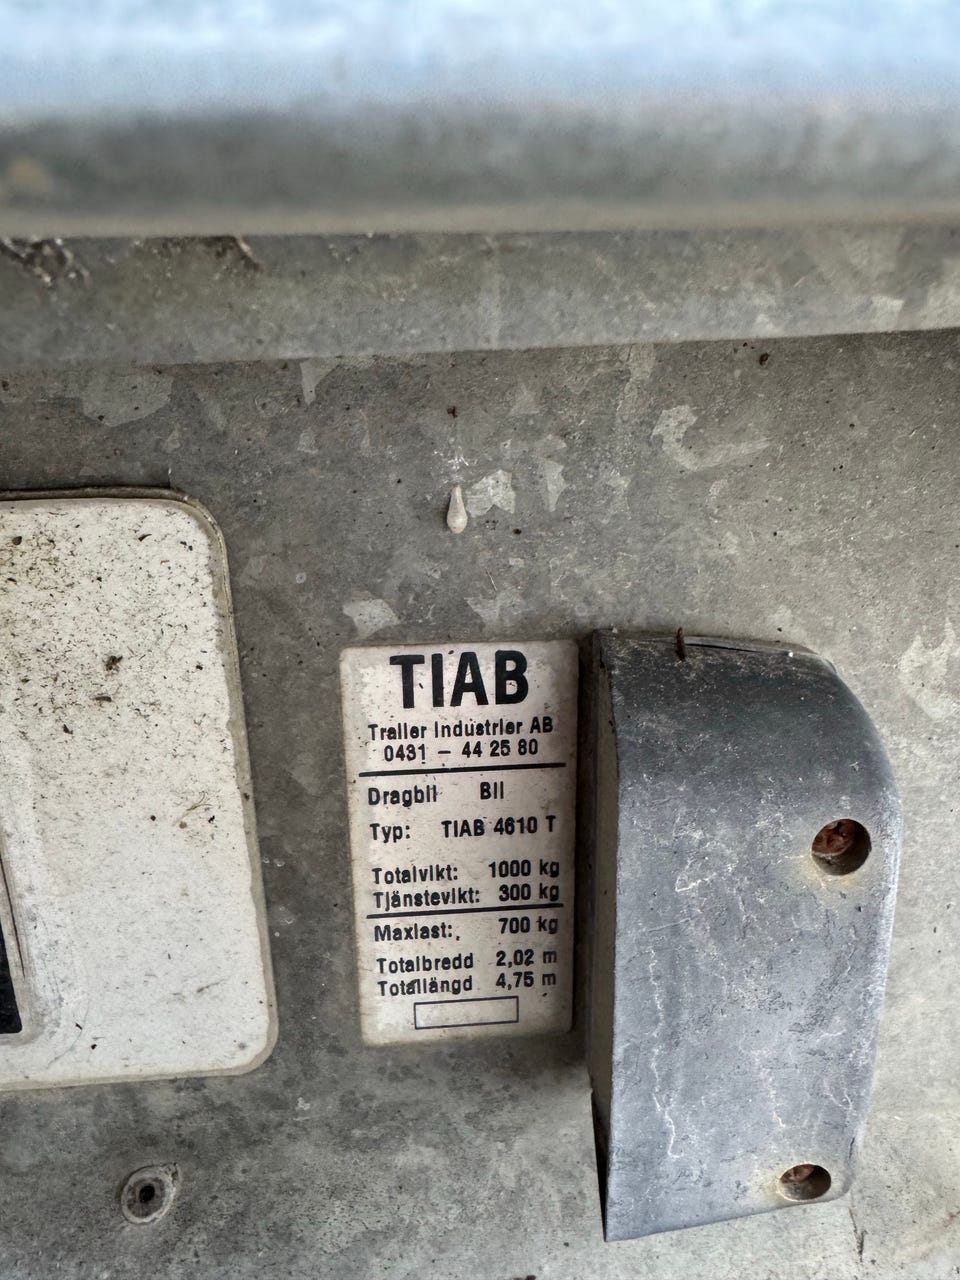 TIAB
Trailer Industrier AB
0431 - 44 25 80
Dragbil Bil
Typ: TIAB 4610 T
Totalvikt: 1000 kg
Tjänstevikt: 300 kg
Maxlast: 700 kg
Totalbredd 2,02 m
Totallängd 4,75 m